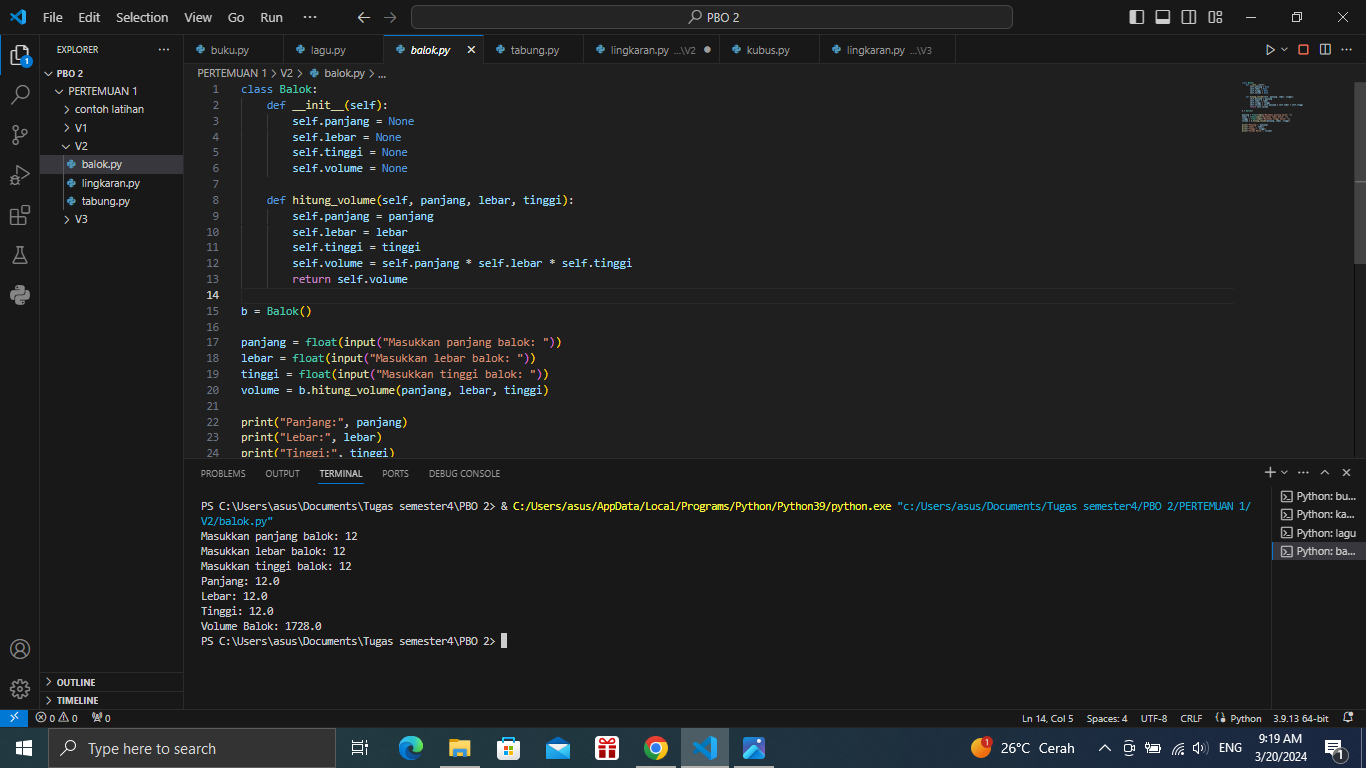 File Edit Selection View Go Run ··· PBO 2
EXPLORER ···
buku.py lagu.py balok.py tabung.py lingkaran.py ...\V2 kubus.py lingkaran.py ...\V3
PBO 2
PERTEMUAN 1
contoh latihan
V1
V2
balok.py
lingkaran.py
tabung.py
V3
OUTLINE
TIMELINE
PERTEMUAN 1 > V2 > balok.py > ...
1 class Balok:
2 def __init__(self):
3 self.panjang = None
4 self.lebar = None
5 self.tinggi = None
6 self.volume = None
7
8 def hitung_volume(self, panjang, lebar, tinggi):
9 self.panjang = panjang
10 self.lebar = lebar
11 self.tinggi = tinggi
12 self.volume = self.panjang * self.lebar * self.tinggi
13 return self.volume
14
15 b = Balok()
16
17 panjang = float(input("Masukkan panjang balok: "))
18 lebar = float(input("Masukkan lebar balok: "))
19 tinggi = float(input("Masukkan tinggi balok: "))
20 volume = b.hitung_volume(panjang, lebar, tinggi)
21
22 print("Panjang:", panjang)
23 print("Lebar:", lebar)
24 print("Tinggi:", tinggi)
PROBLEMS OUTPUT TERMINAL PORTS DEBUG CONSOLE
PS C:\Users\asus\Documents\Tugas semester4\PBO 2> & C:/Users/asus/AppData/Local/Programs/Python/Python39/python.exe "c:/Users/asus/Documents/Tugas semester4/PBO 2/PERTEMUAN 1/
V2/balok.py"
Masukkan panjang balok: 12
Masukkan lebar balok: 12
Masukkan tinggi balok: 12
Panjang: 12.0
Lebar: 12.0
Tinggi: 12.0
Volume Balok: 1728.0
PS C:\Users\asus\Documents\Tugas semester4\PBO 2>
Python: bu...
Python: ka...
Python: lagu
Python: ba...
0 0 0 Ln 14, Col 5 Spaces: 4 UTF-8 CRLF Python 3.9.13 64-bit
Type here to search 26°C Cerah ENG 9:19 AM
3/20/2024